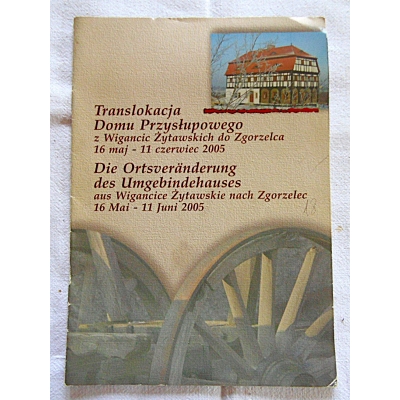 Translokacja
Domu Przysłupowego
z Wigancic Żytawskich do Zgorzelca
16 maj - 11 czerwiec 2005
Die Ortsveränderung
des Umgebindehauses
aus Wigancice Żytawskie nach Zgorzelec
16 Mai - 11 Juni 2005
13